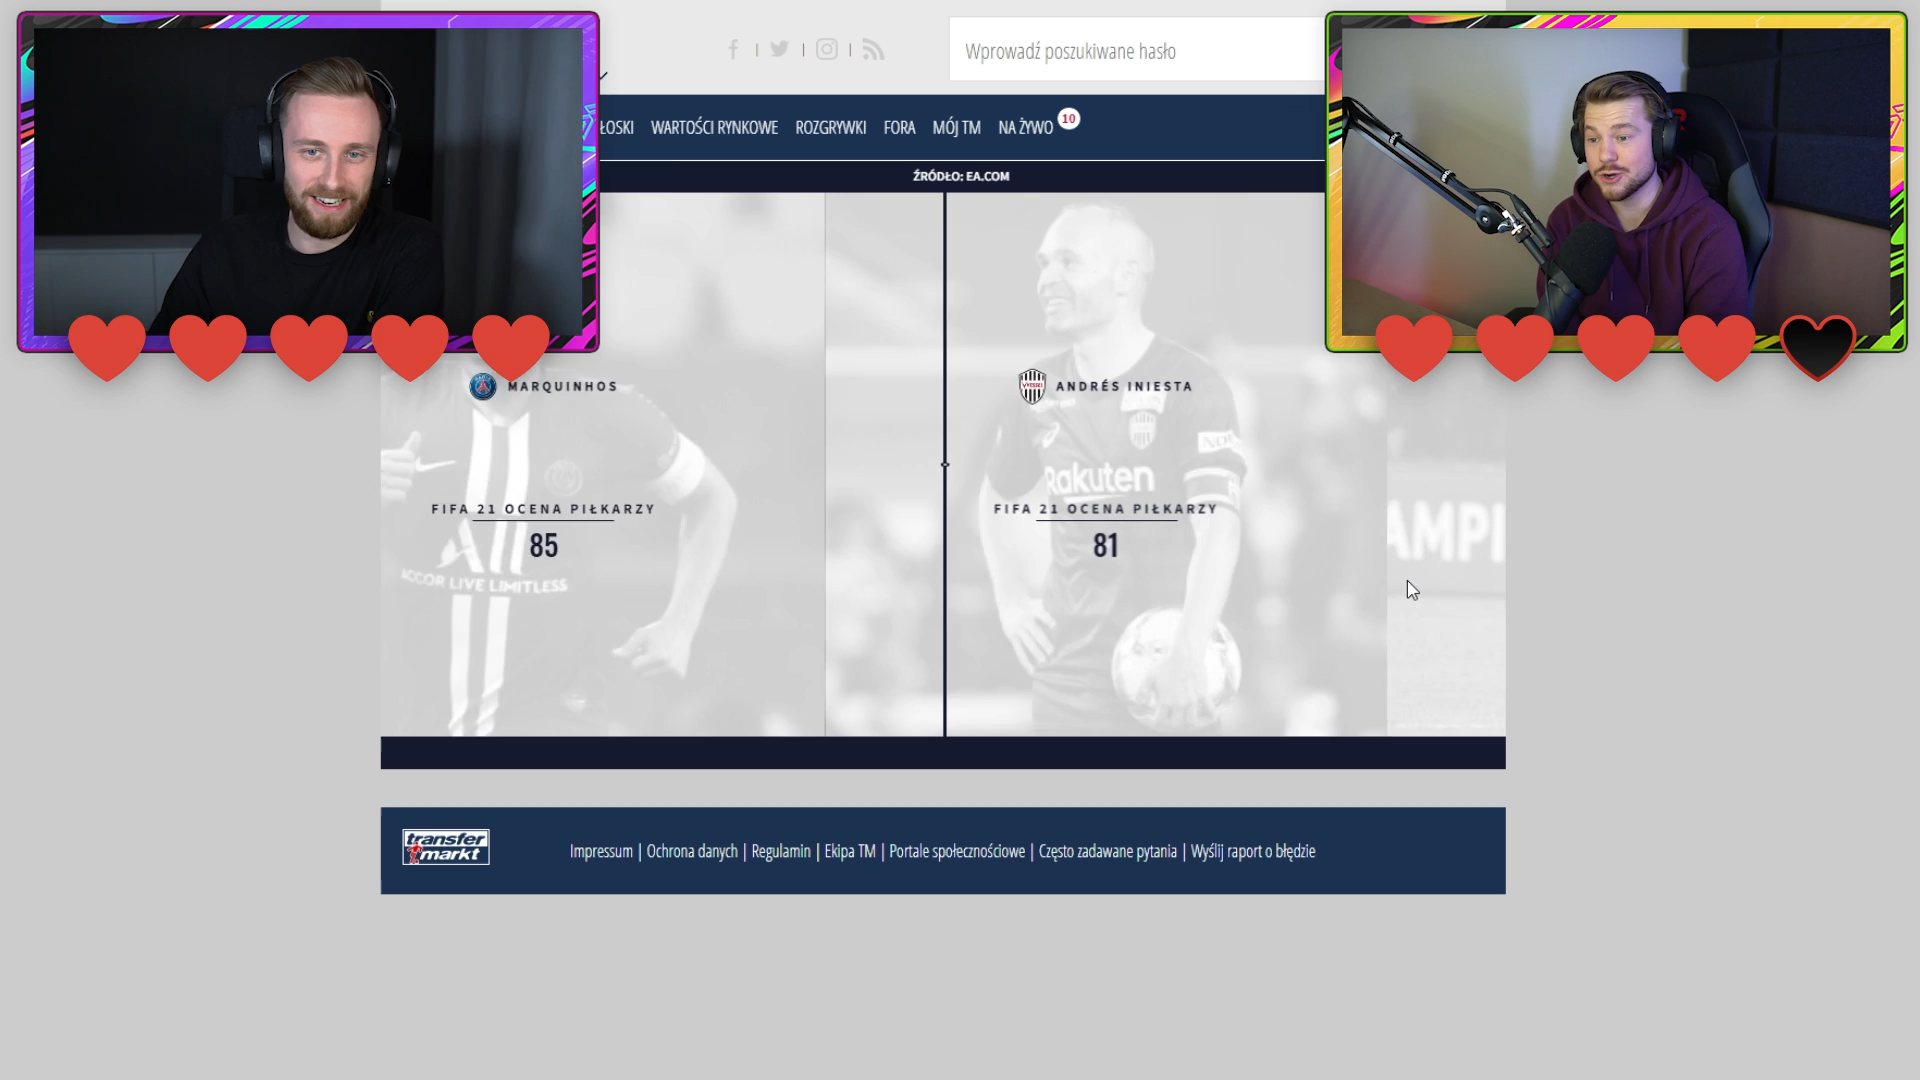 Wprowadź poszukiwane hasło
ŁOSKI WARTOŚCI RYNKOWE ROZGRYWKI FORA MÓJ TM NA ŻYWO 10
ŹRÓDŁO: EA.COM
MARQUINHOS
ANDRÉS INIESTA
Rakuten
FIFA 21 OCENA PIŁKARZY
FIFA 21 OCENA PIŁKARZY
85
81
AMPI
ACCOR LIVE LIMITLESS
transfer
markt
Impressum | Ochrona danych | Regulamin | Ekipa TM | Portale społecznościowe | Często zadawane pytania | Wyślij raport o błędzie